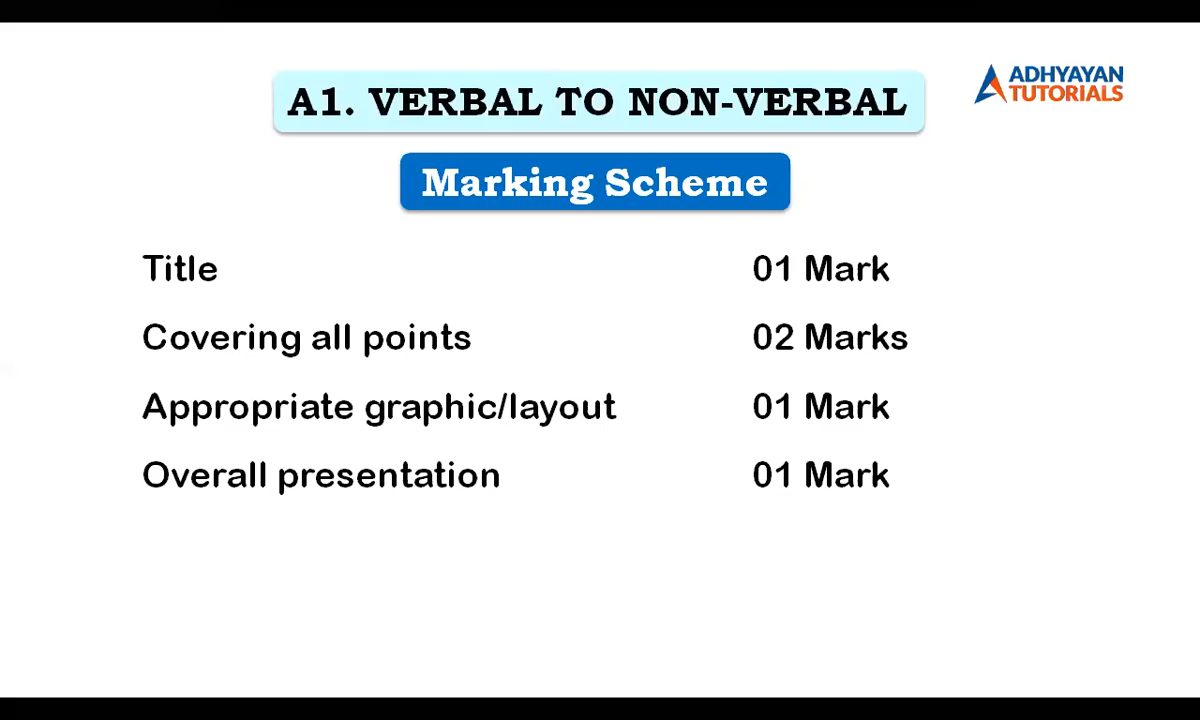 ADHYAYAN
TUTORIALS
A1. VERBAL TO NON-VERBAL
Marking Scheme
Title 01 Mark
Covering all points 02 Marks
Appropriate graphic/layout 01 Mark
Overall presentation 01 Mark